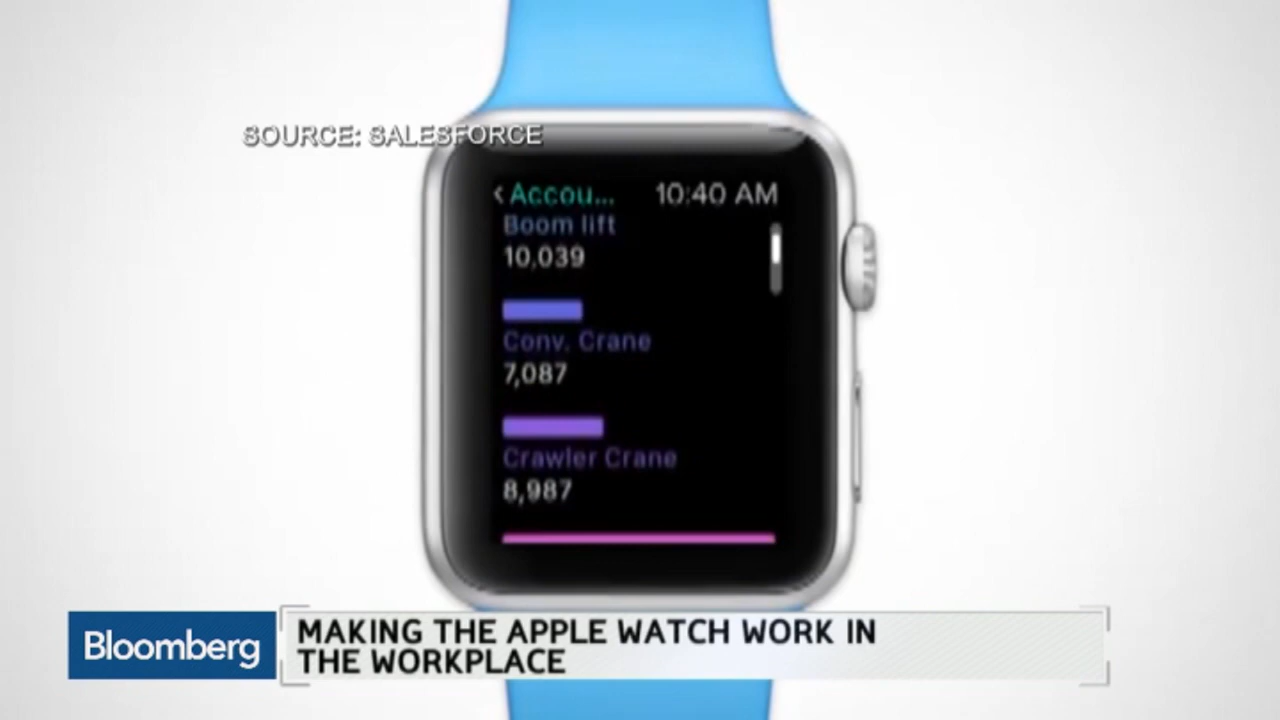 SOURCE: SALESFORCE
< Accou... 10:40 AM
Boom lift
10,039
Conv. Crane
7,087
Crawler Crane
8,987
Bloomberg
MAKING THE APPLE WATCH WORK IN
THE WORKPLACE